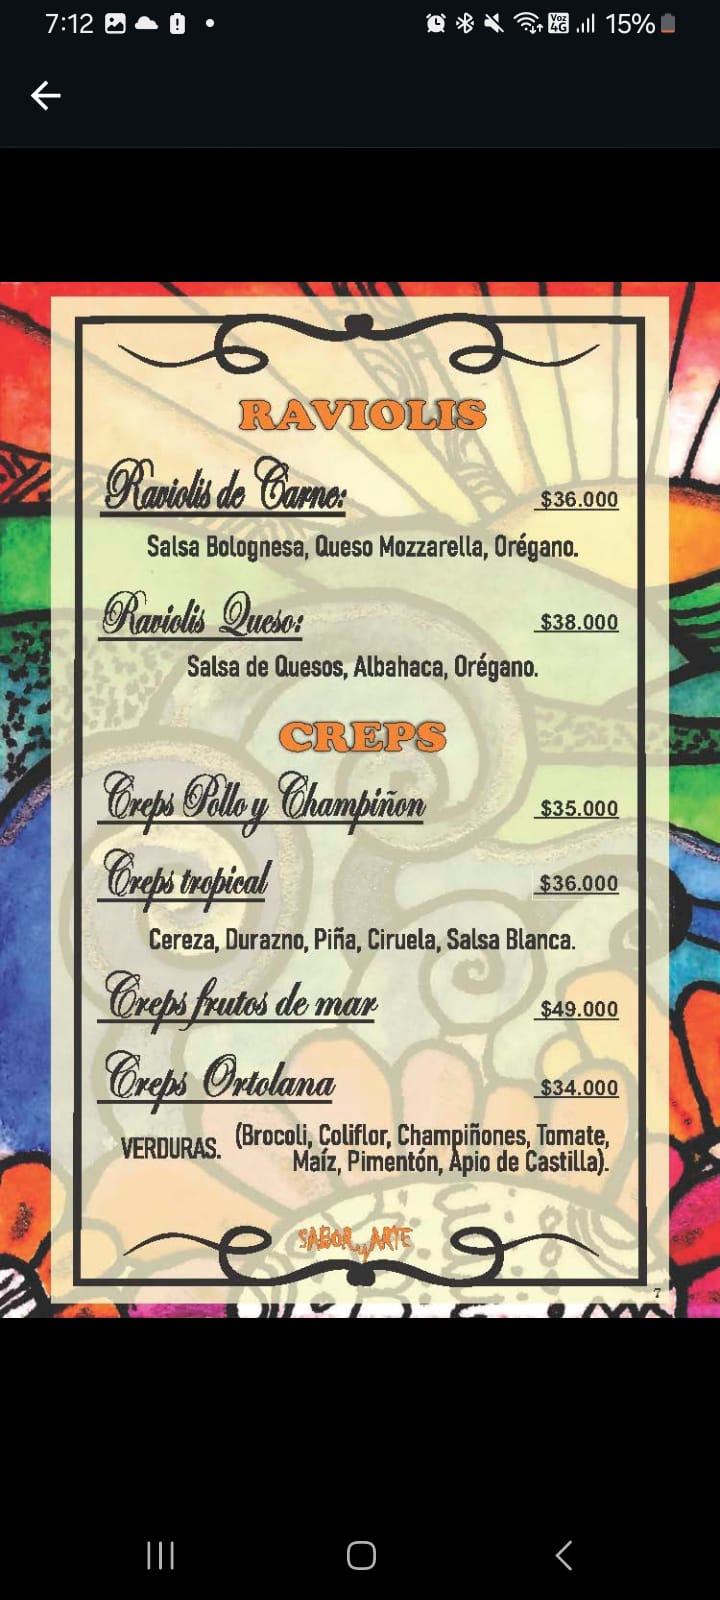 7:12
Voz
4G
15%
RAVIOLIS
Raviolis de Carne:
$36.000
Salsa Bolognesa, Queso Mozzarella, Orégano.
Raviolis Queso:
$38.000
Salsa de Quesos, Albahaca, Orégano.
CREPS
Creps Pollo y Champiñon
$35.000
Creps tropical
$36.000
Cereza, Durazno, Piña, Ciruela, Salsa Blanca.
Creps frutos de mar
$49.000
Creps Ortolana
$34.000
VERDURAS. (Brocoli, Coliflor, Champiñones, Tomate,
Maíz, Pimentón, Apio de Castilla).
SABOR y ARTE
7